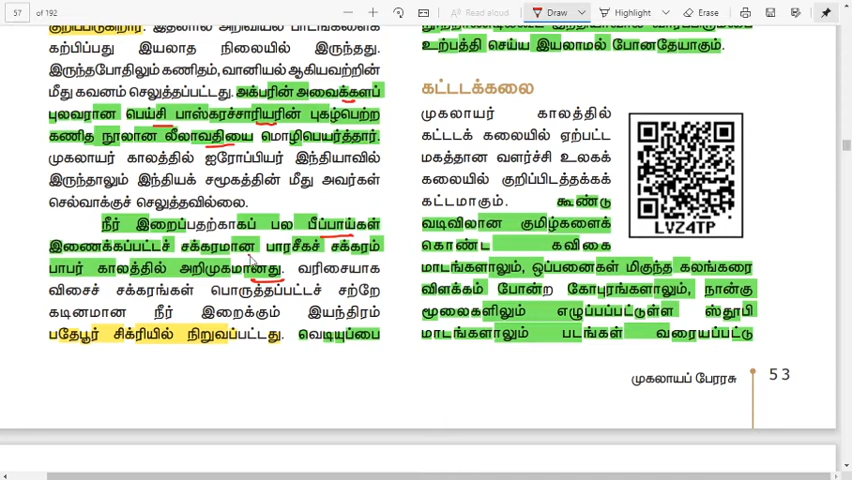 57 of 192
Draw
Read aloud
Highlight
Erase
குறிப்பிடுகிறார். இதனால் அறிவியல் பாடங்களைக்
கற்பிப்பது இயலாத நிலையில் இருந்தது.
இருந்தபோதிலும் கணிதம், வானியல் ஆகியவற்றின்
மீது கவனம் செலுத்தப்பட்டது. அக்பரின் அவைக்களப்
புலவரான பெய்சி பாஸ்கரச்சாரியரின் புகழ்பெற்ற
கணித நூலான லீலாவதியை மொழிபெயர்த்தார்.
முகலாயர் காலத்தில் ஐரோப்பியர் இந்தியாவில்
இருந்தாலும் இந்தியக் சமூகத்தின் மீது அவர்கள்
செல்வாக்குச் செலுத்தவில்லை.
நீர் இறைப்பதற்காகப் பல பீப்பாய்கள்
இணைக்கப்பட்டச் சக்கரமான பாரசீகச் சக்கரம்
பாபர் காலத்தில் அறிமுகமானது. வரிசையாக
விசைச் சக்கரங்கள் பொருத்தப்பட்டச் சற்றே
கடினமான நீர் இறைக்கும் இயந்திரம்
பதேபூர் சிக்ரியில் நிறுவப்பட்டது. வெடியுப்பை
உற்பத்தி செய்ய இயலாமல் போனதேயாகும்.
கட்டடக்கலை
முகலாயர் காலத்தில்
கட்டடக் கலையில் ஏற்பட்ட
மகத்தான வளர்ச்சி உலகக்
கலையில் குறிப்பிடத்தக்கக்
கட்டமாகும். கூண்டு
வடிவிலான குமிழ்களைக்
கொண்ட கவிகை
மாடங்களாலும், ஒப்பனைகள் மிகுந்த கலங்கரை
விளக்கம் போன்ற கோபுரங்களாலும், நான்கு
மூலைகளிலும் எழுப்பப்பட்டுள்ள ஸ்தூபி
மாடங்களாலும் படங்கள் வரையப்பட்டு
LVZ4TP
முகலாயப் பேரரசு 53